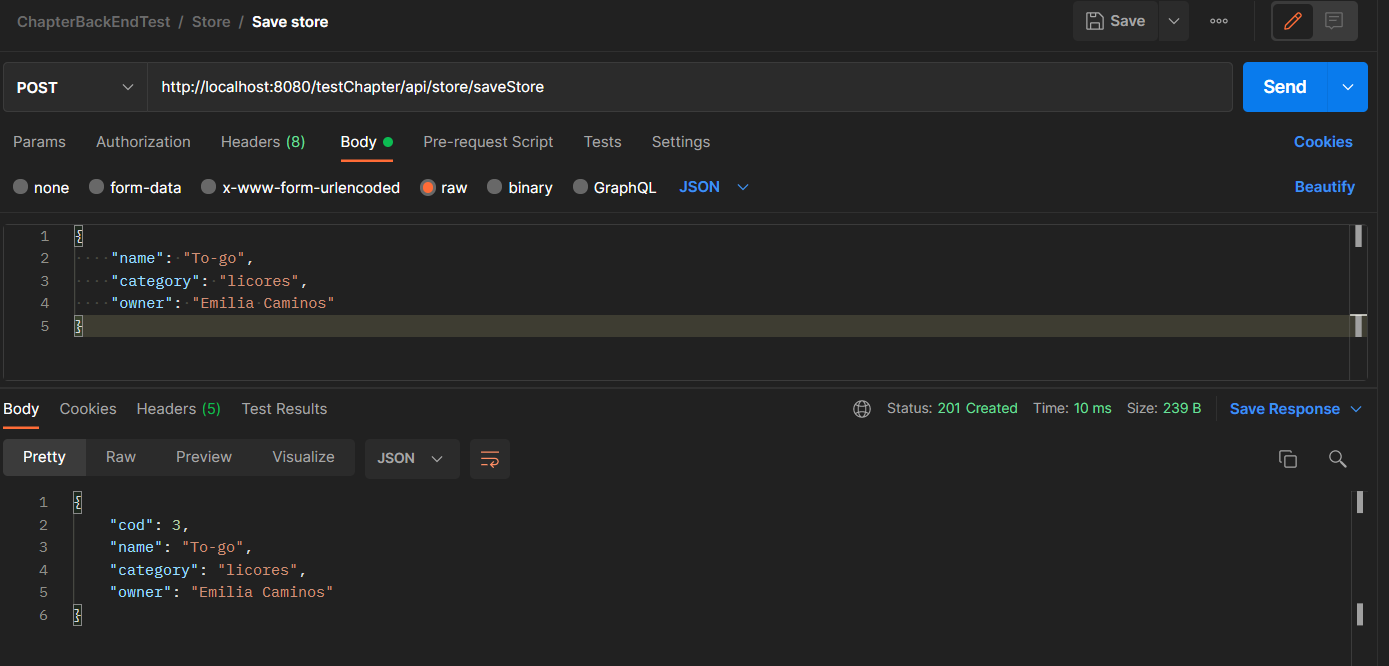 ChapterBackEndTest / Store / Save store
Save
POST
http://localhost:8080/testChapter/api/store/saveStore
Send
Params Authorization Headers (8) Body Pre-request Script Tests Settings Cookies
none form-data x-www-form-urlencoded raw binary GraphQL JSON Beautify
1 {
2 ····"name":·"To-go",
3 ····"category":·"licores",
4 ····"owner":·"Emilia·Caminos"
5 }
Body Cookies Headers (5) Test Results Status: 201 Created Time: 10 ms Size: 239 B Save Response
Pretty Raw Preview Visualize JSON
1 {
2 "cod": 3,
3 "name": "To-go",
4 "category": "licores",
5 "owner": "Emilia Caminos"
6 }